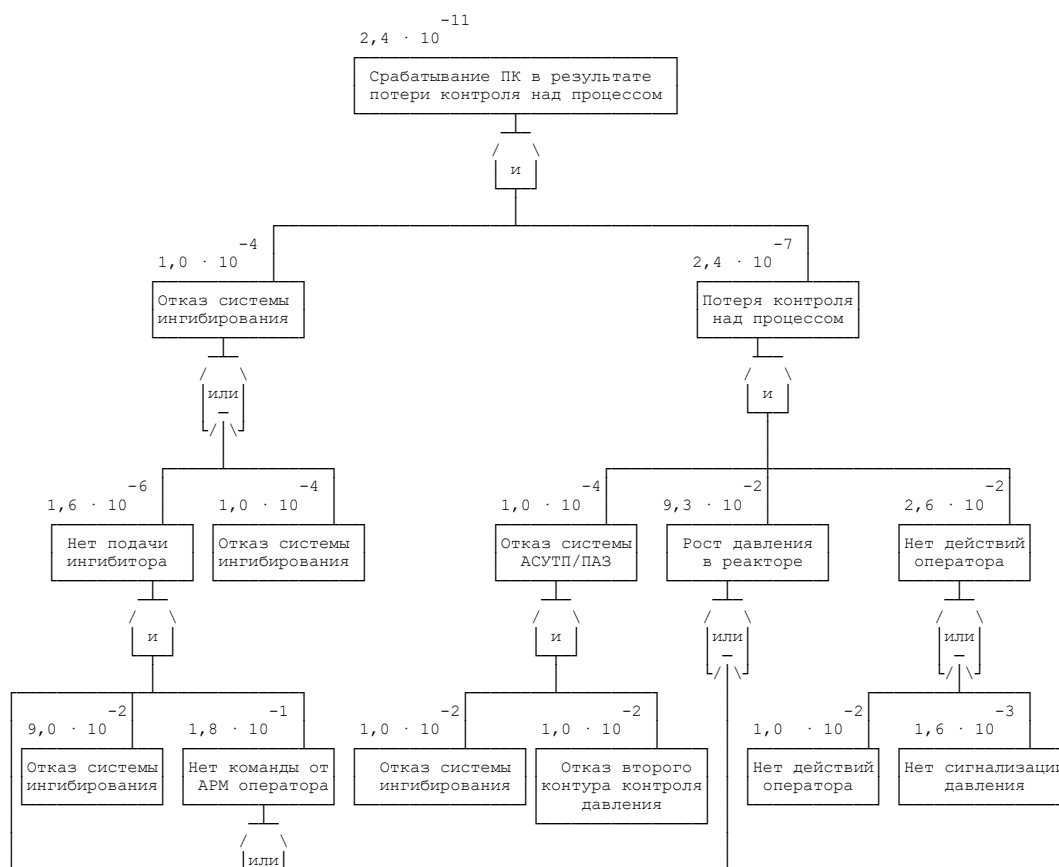 -11
2,4 · 10
Срабатывание ПК в результате
потери контроля над процессом
и
-4
1,0 · 10
-7
2,4 · 10
Отказ системы
ингибирования
Потеря контроля
над процессом
или
и
-6
1,6 · 10
-4
1,0 · 10
-4
1,0 · 10
-2
9,3 · 10
-2
2,6 · 10
Нет подачи
ингибитора
Отказ системы
ингибирования
Отказ системы
АСУТП/ПАЗ
Рост давления
в реакторе
Нет действий
оператора
и
и
или
или
-2
9,0 · 10
-1
1,8 · 10
-2
1,0 · 10
-2
1,0 · 10
-2
1,0 · 10
-3
1,6 · 10
Отказ системы
ингибирования
Нет команды от
АРМ оператора
Отказ системы
ингибирования
Отказ второго
контура контроля
давления
Нет действий
оператора
Нет сигнализации
давления
или